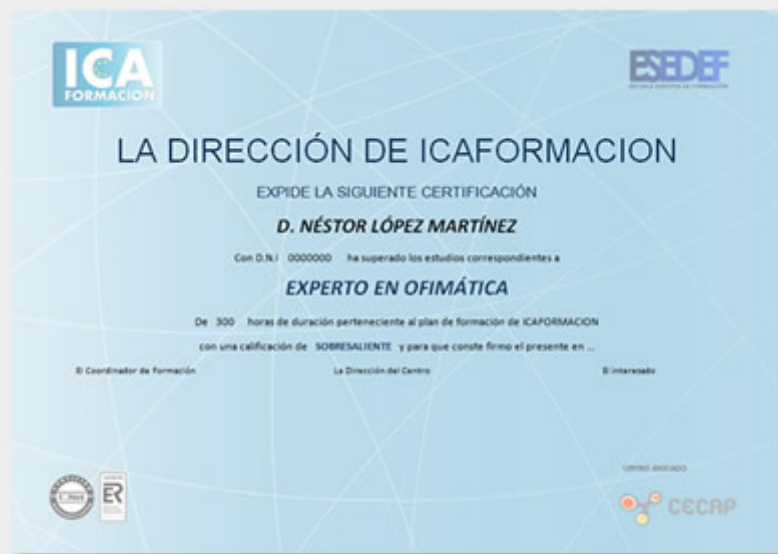 ICA
FORMACIÓN
ESEDEF
LA DIRECCIÓN DE ICAFORMACION
EXPIDE LA SIGUIENTE CERTIFICACIÓN
D. NÉSTOR LÓPEZ MARTÍNEZ
Con D.N.I 0000000 ha superado los estudios correspondientes a
EXPERTO EN OFIMÁTICA
De 300 horas de duración perteneciente al plan de formación de ICAFORMACION
con una calificación de SOBRESALIENTE y para que conste firmo el presente en ...
El Coordinador de Formación La Dirección del Centro El interesado
CENTRO ASOCIADO
ER
CECAP